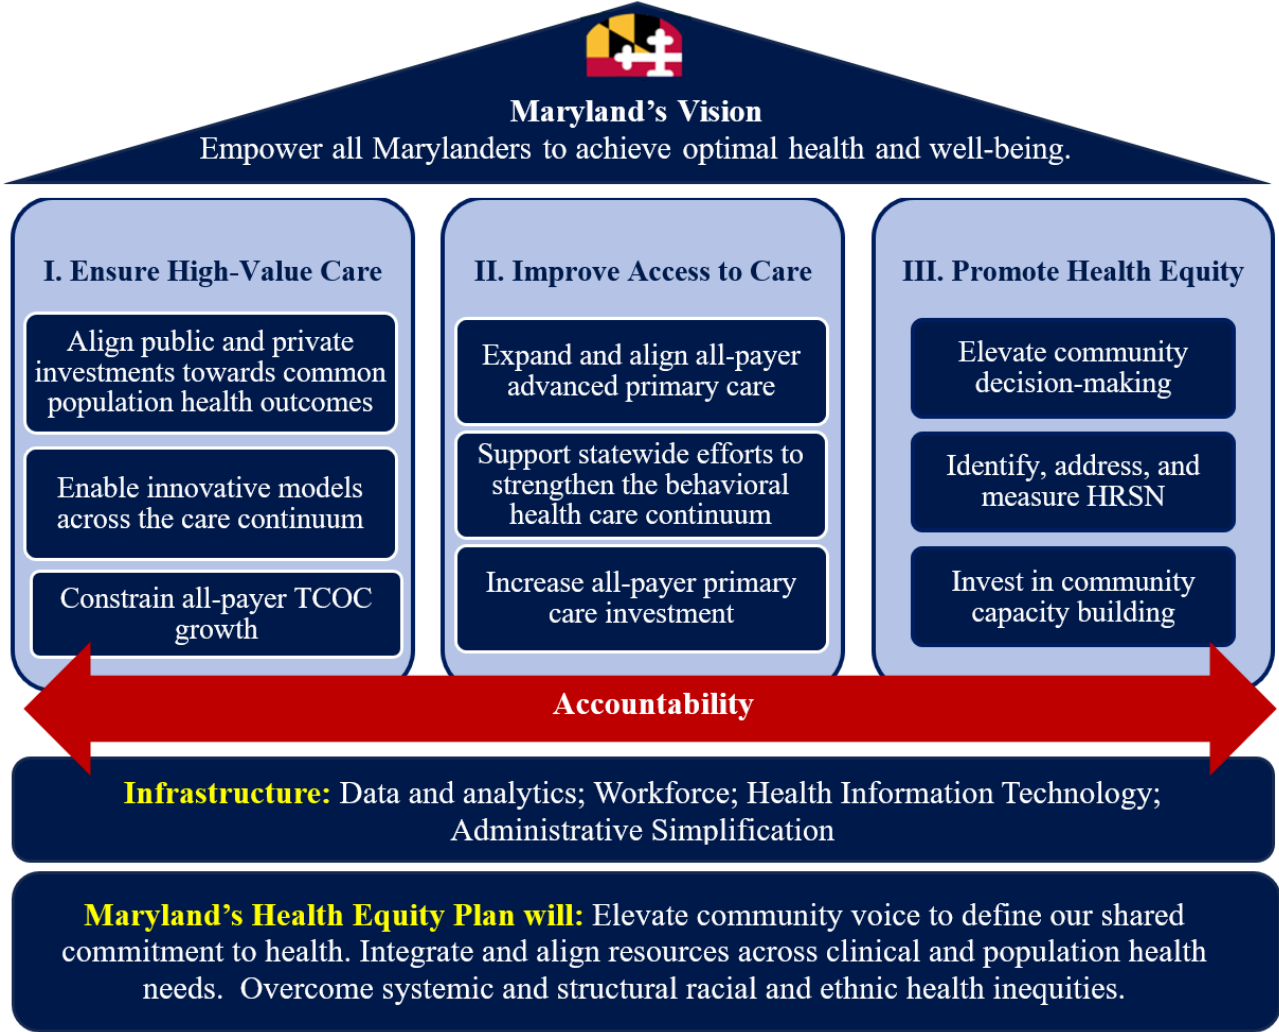 Maryland’s Vision
Empower all Marylanders to achieve optimal health and well-being.
I. Ensure High-Value Care
Align public and private
investments towards common
population health outcomes
Enable innovative models
across the care continuum
Constrain all-payer TCOC
growth
II. Improve Access to Care
Expand and align all-payer
advanced primary care
Support statewide efforts to
strengthen the behavioral
health care continuum
Increase all-payer primary
care investment
III. Promote Health Equity
Elevate community
decision-making
Identify, address, and
measure HRSN
Invest in community
capacity building
Accountability
Infrastructure: Data and analytics; Workforce; Health Information Technology;
Administrative Simplification
Maryland’s Health Equity Plan will: Elevate community voice to define our shared
commitment to health. Integrate and align resources across clinical and population health
needs.  Overcome systemic and structural racial and ethnic health inequities.